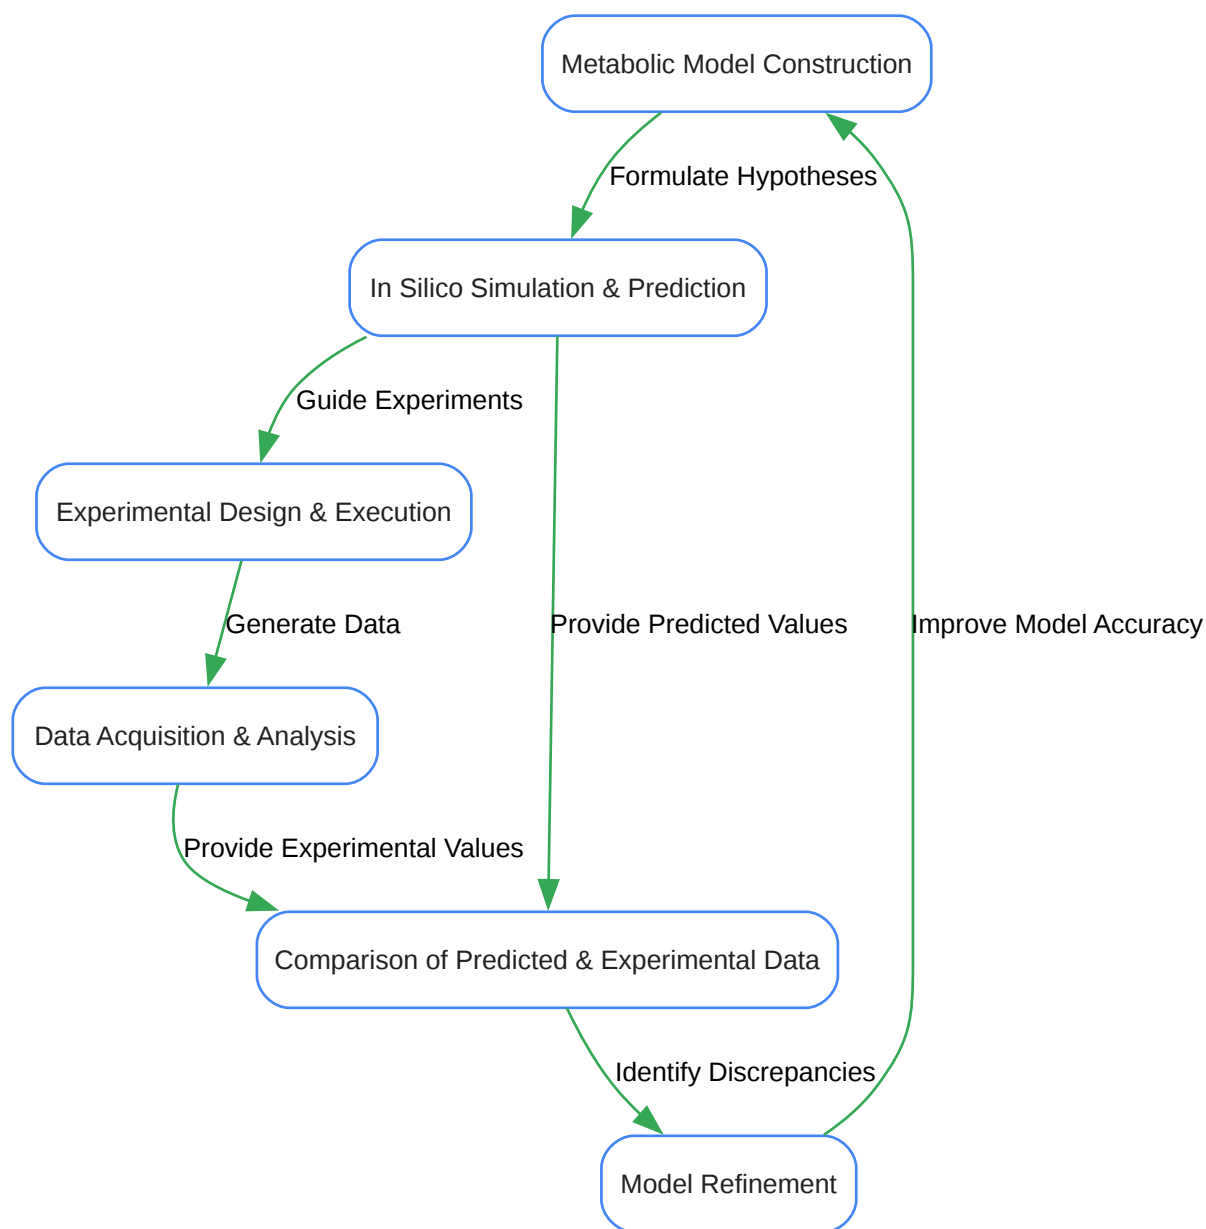 Metabolic Model Construction
Formulate Hypotheses
In Silico Simulation & Prediction
Guide Experiments
Experimental Design & Execution
Generate Data
Provide Predicted Values
Improve Model Accuracy
Data Acquisition & Analysis
Provide Experimental Values
Comparison of Predicted & Experimental Data
Identify Discrepancies
Model Refinement